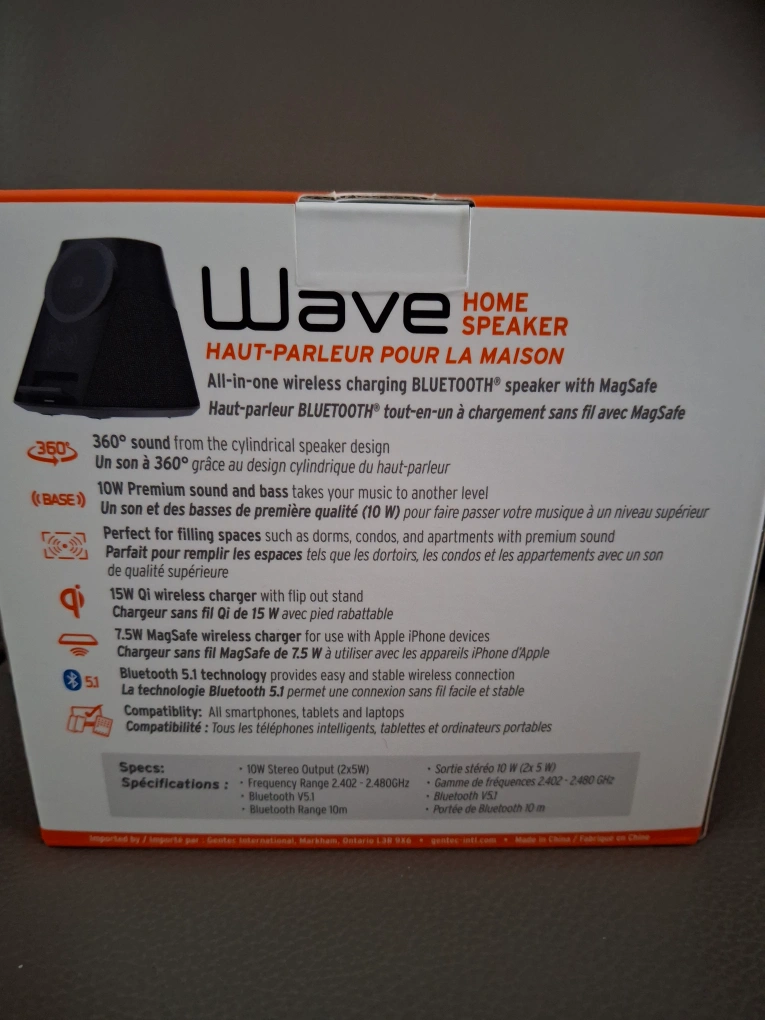 Wave HOME SPEAKER
HAUT-PARLEUR POUR LA MAISON
All-in-one wireless charging BLUETOOTH® speaker with MagSafe
Haut-parleur BLUETOOTH® tout-en-un à chargement sans fil avec MagSafe
360° 360° sound from the cylindrical speaker design
Un son à 360° grâce au design cylindrique du haut-parleur
((BASE)) 10W Premium sound and bass takes your music to another level
Un son et des basses de première qualité (10 W) pour faire passer votre musique à un niveau supérieur
Perfect for filling spaces such as dorms, condos, and apartments with premium sound
Parfait pour remplir les espaces tels que les dortoirs, les condos et les appartements avec un son
de qualité supérieure
qi 15W Qi wireless charger with flip out stand
Chargeur sans fil Qi de 15 W avec pied rabattable
7.5W MagSafe wireless charger for use with Apple iPhone devices
Chargeur sans fil MagSafe de 7.5 W à utiliser avec les appareils iPhone d'Apple
5.1 Bluetooth 5.1 technology provides easy and stable wireless connection
La technologie Bluetooth 5.1 permet une connexion sans fil facile et stable
Compatiblity: All smartphones, tablets and laptops
Compatibilité : Tous les téléphones intelligents, tablettes et ordinateurs portables
Specs:
Spécifications :
• 10W Stereo Output (2x5W)
• Frequency Range 2.402 - 2.480GHz
• Bluetooth V5.1
• Bluetooth Range 10m
• Sortie stéréo 10 W (2x 5 W)
• Gamme de fréquences 2.402 - 2.480 GHz
• Bluetooth V5.1
• Portée de Bluetooth 10 m
Imported by / Importé par : Gentec International, Markham, Ontario L3R 9X6 • gentec-intl.com • Made in China / Fabriqué en Chine